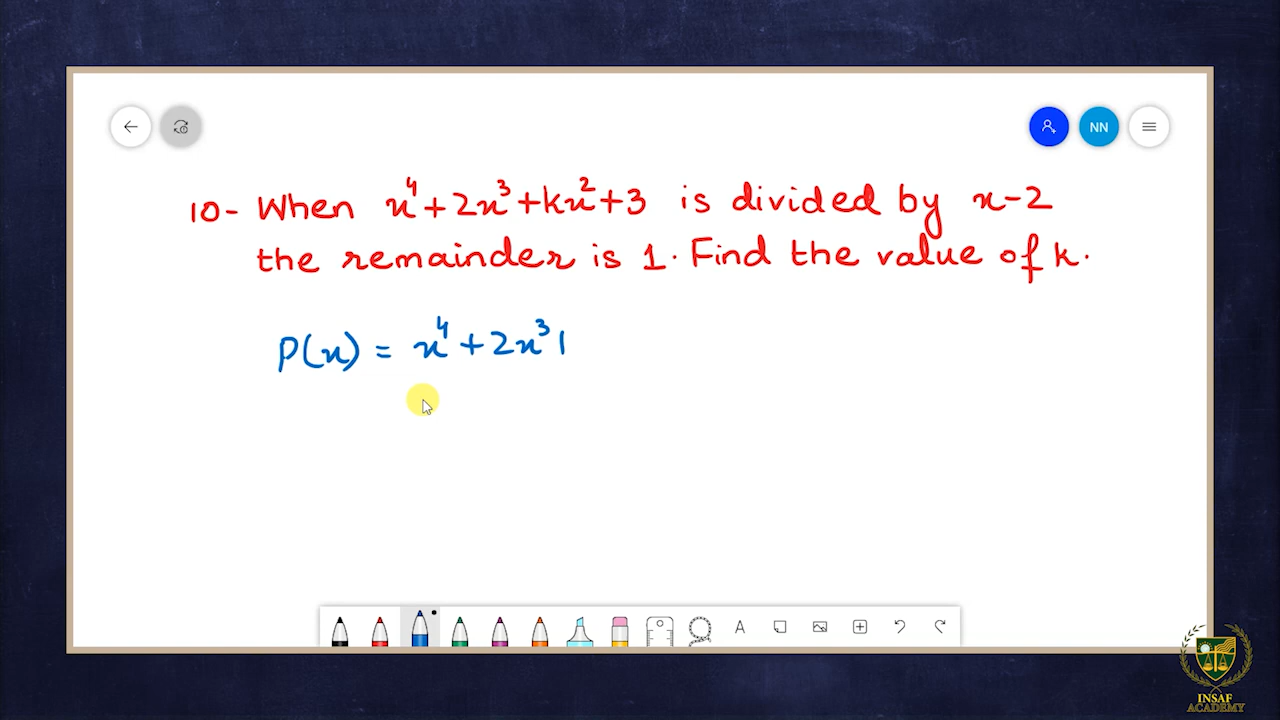 NN
10- When x⁴+2x³+kx²+3 is divided by x-2
the remainder is 1. Find the value of k.
P(x) = x⁴+2x³|
A
INSAF
ACADEMY